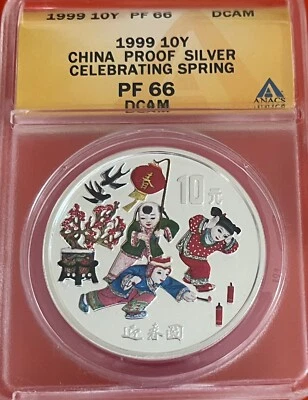 1999 10Y PF 66 DCAM
1999 10Y
CHINA PROOF SILVER
CELEBRATING SPRING
PF 66
DCAM
ANACS
春
10元
迎春图